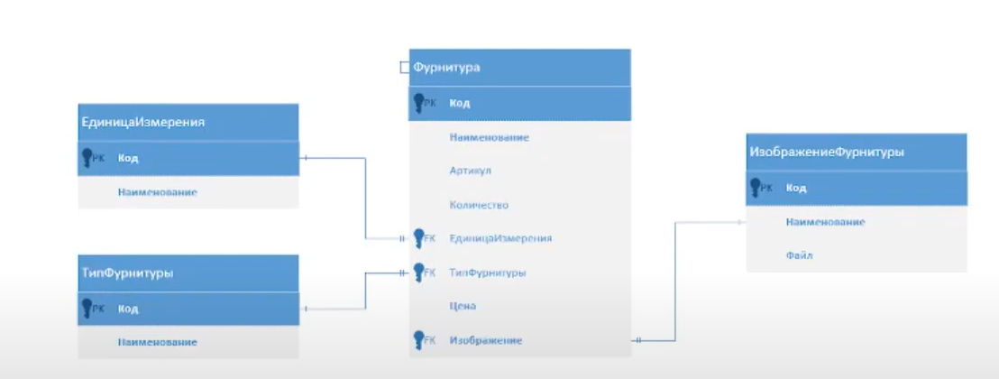 ЕдиницаИзмерения
PK Код
Наименование
ТипФурнитуры
PK Код
Наименование
Фурнитура
PK Код
Наименование
Артикул
Количество
FK ЕдиницаИзмерения
FK ТипФурнитуры
Цена
FK Изображение
ИзображениеФурнитуры
PK Код
Наименование
Файл